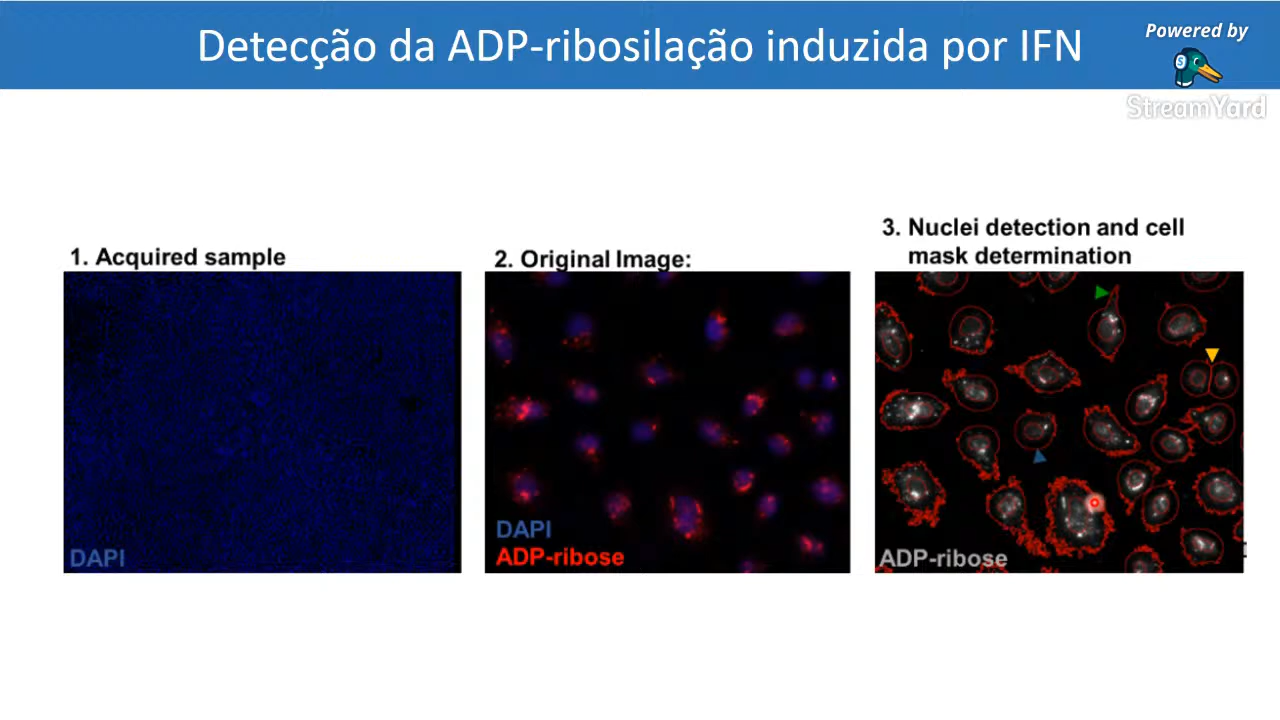 Detecção da ADP-ribosilação induzida por IFN
Powered by
StreamYard
1. Acquired sample
DAPI
2. Original Image:
DAPI
ADP-ribose
3. Nuclei detection and cell
mask determination
ADP-ribose